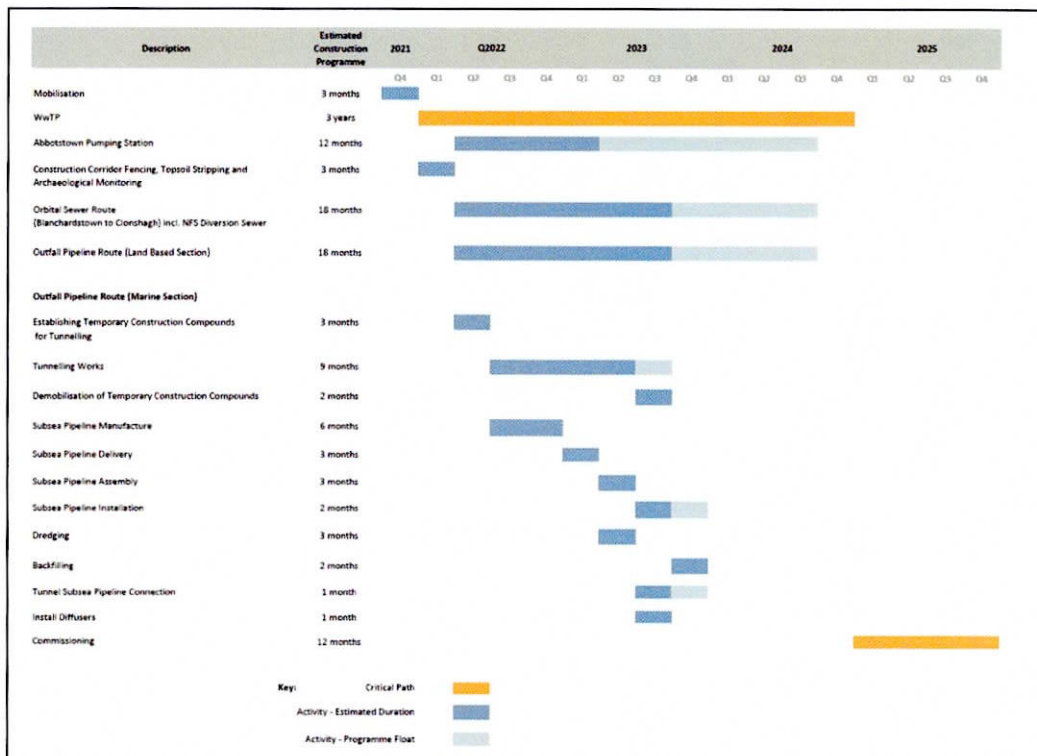 Description
Estimated
Construction
Programme
2021
Q2022
2023
2024
2025
Q4 Q1 Q2 Q3 Q4 Q1 Q2 Q3 Q4 Q1 Q2 Q3 Q4 Q1 Q2 Q3 Q4
Mobilisation 3 months
WwTP 3 years
Abbotstown Pumping Station 12 months
Construction Corridor Fencing, Topsoil Stripping and 3 months
Archaeological Monitoring
Orbital Sewer Route 18 months
(Blanchardstown to Clonshagh) incl. NFS Diversion Sewer
Outfall Pipeline Route (Land Based Section) 18 months
Outfall Pipeline Route (Marine Section)
Establishing Temporary Construction Compounds 3 months
for Tunnelling
Tunnelling Works 9 months
Demobilisation of Temporary Construction Compounds 2 months
Subsea Pipeline Manufacture 6 months
Subsea Pipeline Delivery 3 months
Subsea Pipeline Assembly 3 months
Subsea Pipeline Installation 2 months
Dredging 3 months
Backfilling 2 months
Tunnel Subsea Pipeline Connection 1 month
Install Diffusers 1 month
Commissioning 12 months
Key: Critical Path
Activity - Estimated Duration
Activity - Programme Float